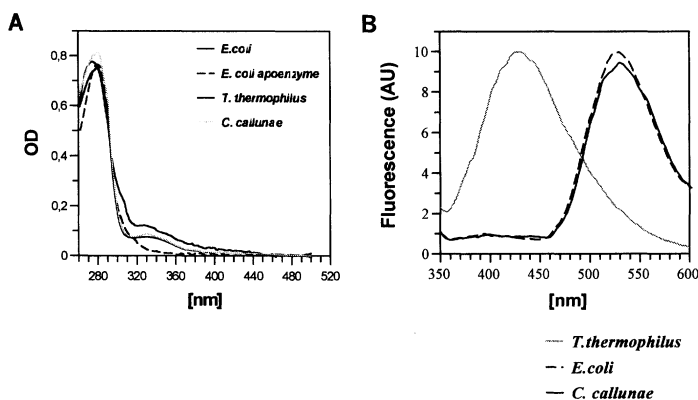 A
B
E.coli
E. coli apoenzyme
T. thermophilus
C. callunae
OD
0,8
0,6
0,4
0,2
0
280
320
360
400
440
480
520
[nm]
Fluorescence (AU)
10
8
6
4
2
0
350
400
450
500
550
600
[nm]
T.thermophilus
E.coli
C. callunae